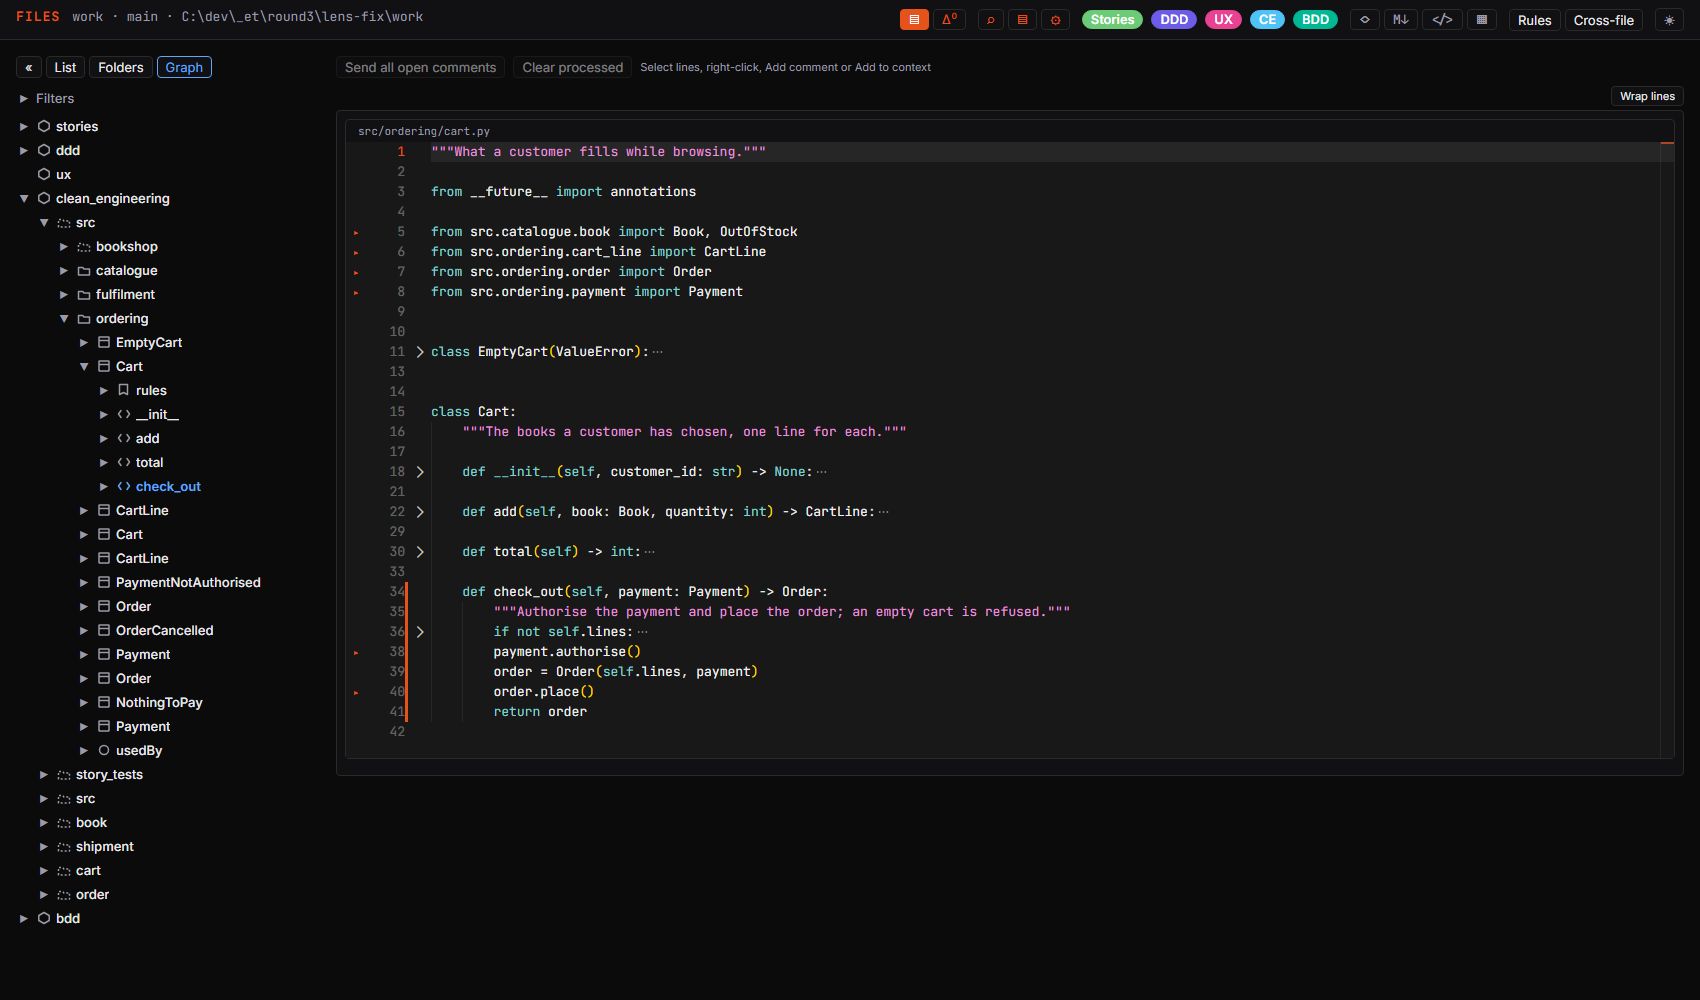 FILES work · main · C:\dev\_et\round3\lens-fix\work
Δ⁰ Stories DDD UX CE BDD M↓ </> Rules Cross-file
« List Folders Graph
Send all open comments Clear processed Select lines, right-click, Add comment or Add to context
Filters
Wrap lines
stories
ddd
ux
clean_engineering
src
bookshop
catalogue
fulfilment
ordering
EmptyCart
Cart
rules
__init__
add
total
check_out
CartLine
Cart
CartLine
PaymentNotAuthorised
Order
OrderCancelled
Payment
Order
NothingToPay
Payment
usedBy
story_tests
src
book
shipment
cart
order
bdd
src/ordering/cart.py
1 """What a customer fills while browsing."""
2
3 from __future__ import annotations
4
5 from src.catalogue.book import Book, OutOfStock
6 from src.ordering.cart_line import CartLine
7 from src.ordering.order import Order
8 from src.ordering.payment import Payment
9
10
11 class EmptyCart(ValueError):···
13
14
15 class Cart:
16 """The books a customer has chosen, one line for each."""
17
18 def __init__(self, customer_id: str) -> None:···
21
22 def add(self, book: Book, quantity: int) -> CartLine:···
29
30 def total(self) -> int:···
33
34 def check_out(self, payment: Payment) -> Order:
35 """Authorise the payment and place the order; an empty cart is refused."""
36 if not self.lines:···
38 payment.authorise()
39 order = Order(self.lines, payment)
40 order.place()
41 return order
42